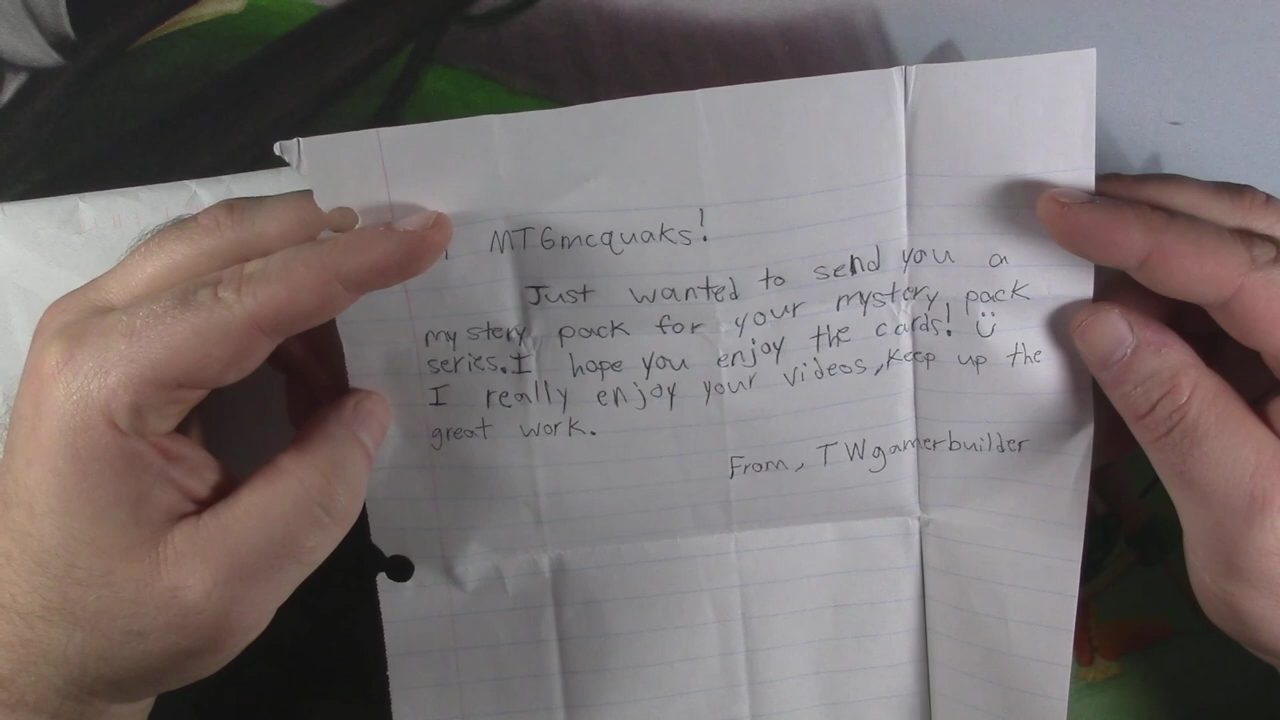 MTGmcquaks!
Just wanted to send you a
mystery pack for your mystery pack
series. I hope you enjoy the cards! ツ
I really enjoy your videos, keep up the
great work.
From, TWgamerbuilder